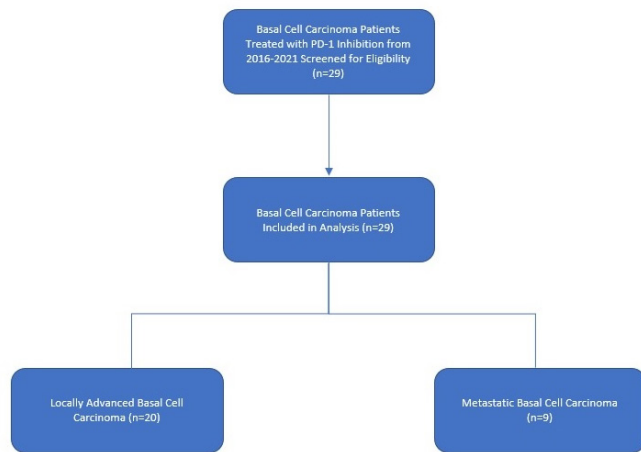 Basal Cell Carcinoma Patients
Treated with PD-1 Inhibition from
2016-2021 Screened for Eligibility
(n=29)
Basal Cell Carcinoma Patients
Included in Analysis (n=29)
Locally Advanced Basal Cell
Carcinoma (n=20)
Metastatic Basal Cell Carcinoma
(n=9)